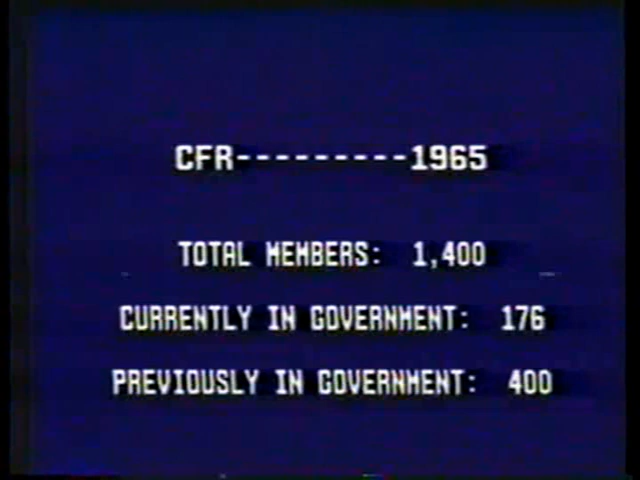 CFR---------1965
TOTAL MEMBERS: 1,400
CURRENTLY IN GOVERNMENT: 176
PREVIOUSLY IN GOVERNMENT: 400